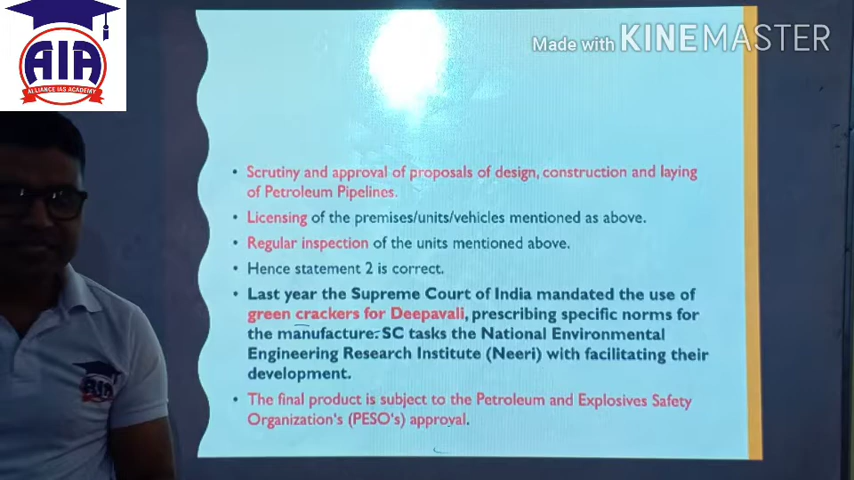 AIA
ALLIANCE IAS ACADEMY
Made with KINEMASTER
• Scrutiny and approval of proposals of design, construction and laying
of Petroleum Pipelines.
• Licensing of the premises/units/vehicles mentioned as above.
• Regular inspection of the units mentioned above.
• Hence statement 2 is correct.
• Last year the Supreme Court of India mandated the use of
green crackers for Deepavali, prescribing specific norms for
the manufacture. SC tasks the National Environmental
Engineering Research Institute (Neeri) with facilitating their
development.
• The final product is subject to the Petroleum and Explosives Safety
Organization's (PESO's) approval.
AIA